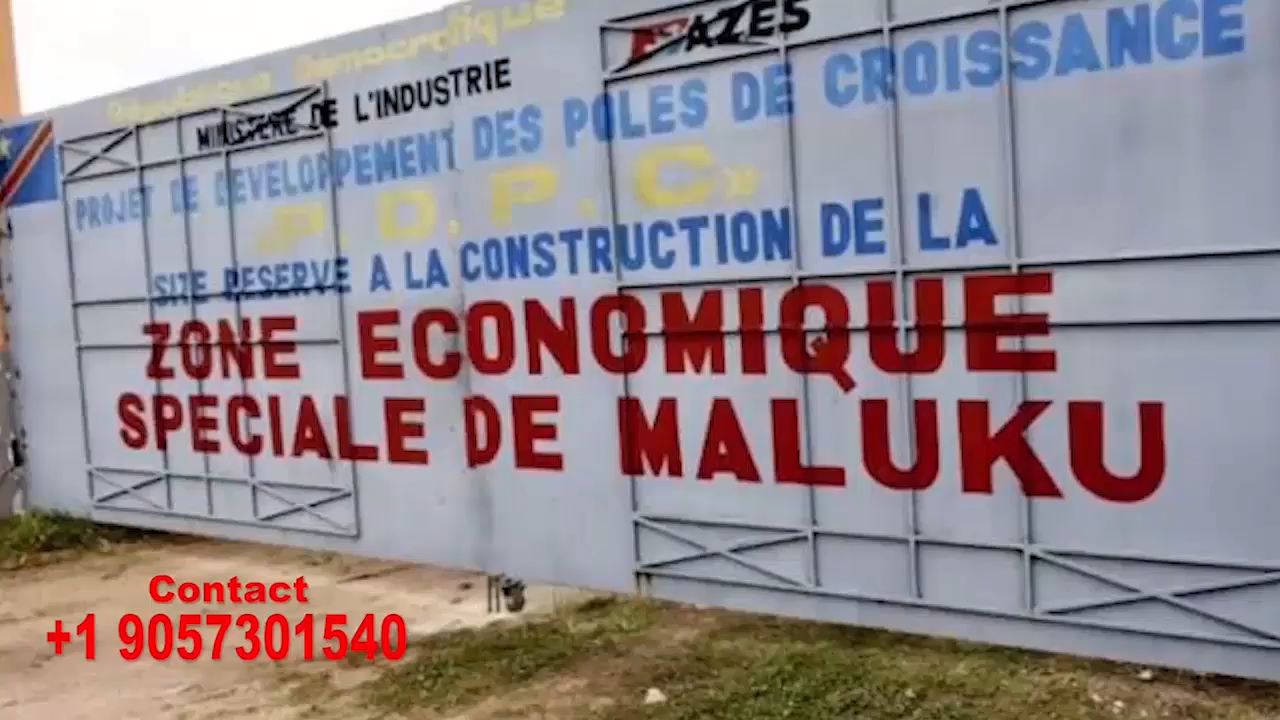 République Démocratique
AZES
MINISTERE DE L'INDUSTRIE
PROJET DE DEVELOPPEMENT DES POLES DE CROISSANCE
«P.D.P.C»
SITE RESERVE A LA CONSTRUCTION DE LA
ZONE ECONOMIQUE
SPECIALE DE MALUKU
Contact
+1 9057301540